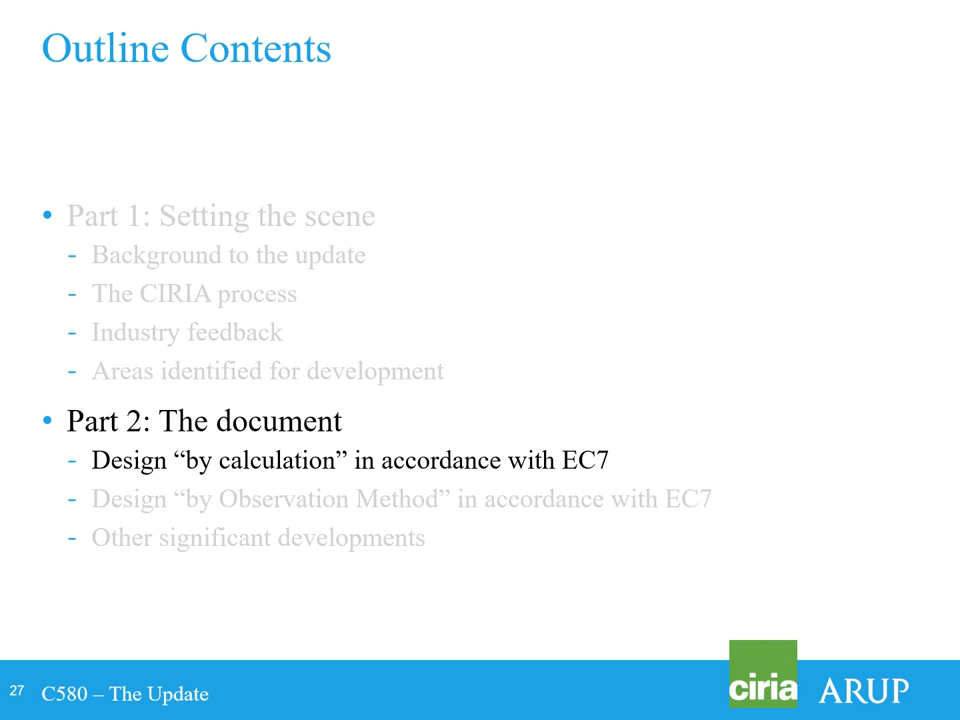 Outline Contents
• Part 1: Setting the scene
- Background to the update
- The CIRIA process
- Industry feedback
- Areas identified for development
• Part 2: The document
- Design “by calculation” in accordance with EC7
- Design “by Observation Method” in accordance with EC7
- Other significant developments
27 C580 – The Update
ciria ARUP